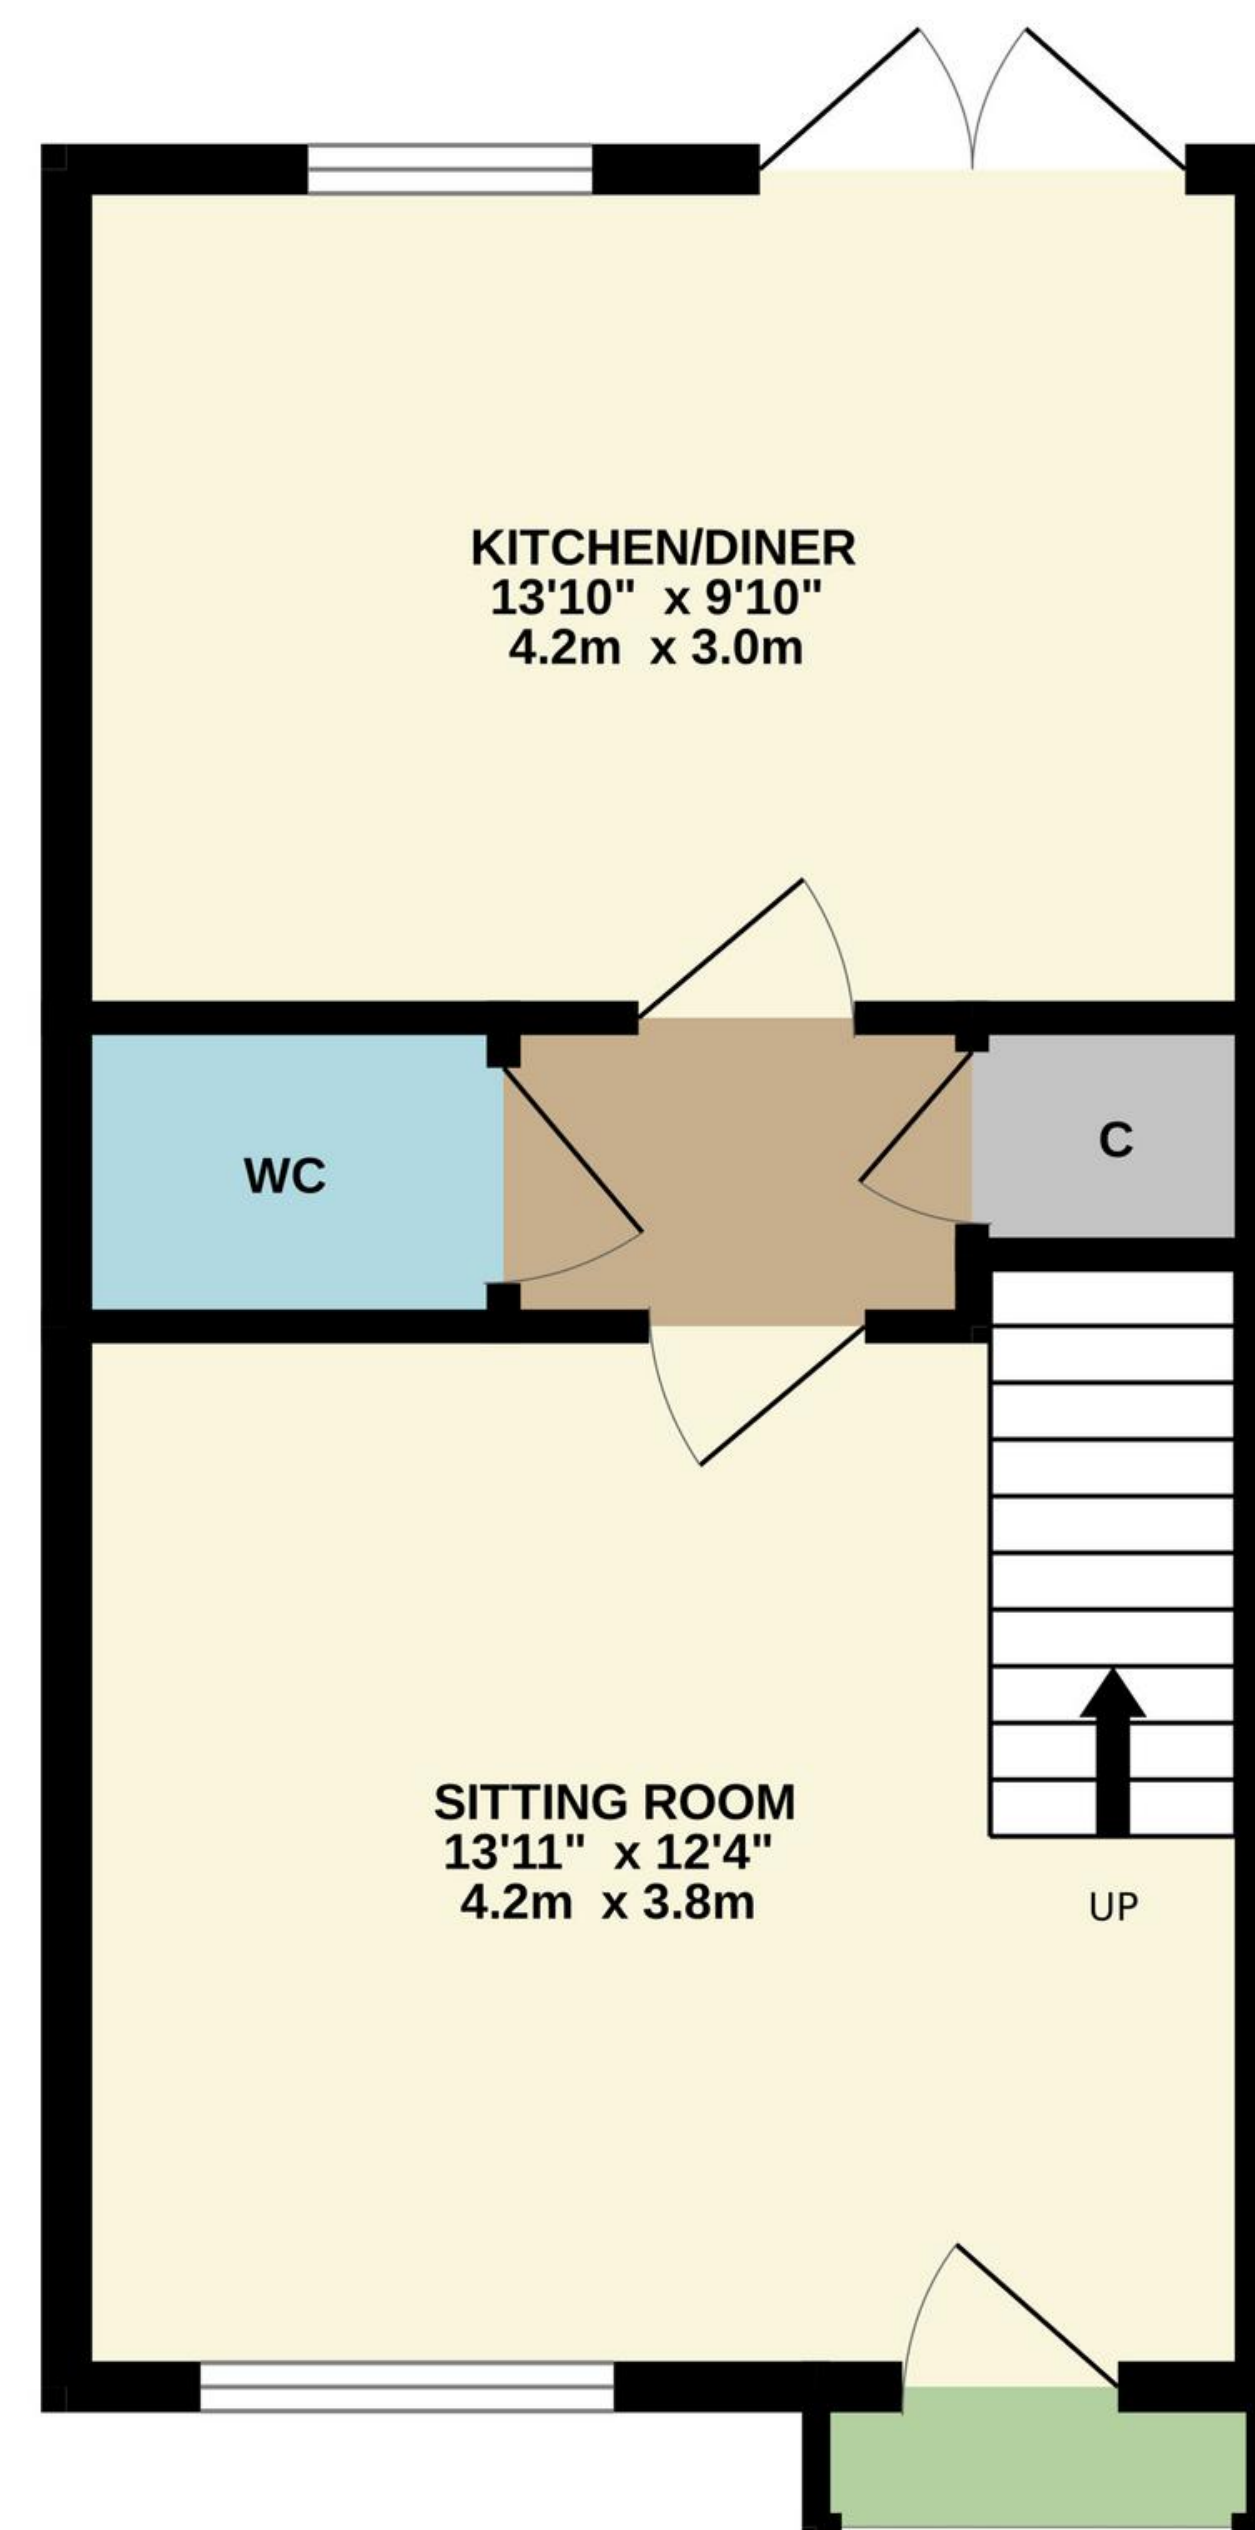 KITCHEN/DINER
13'10" x 9'10"
4.2m x 3.0m
WC
C
SITTING ROOM
13'11" x 12'4"
4.2m x 3.8m
UP